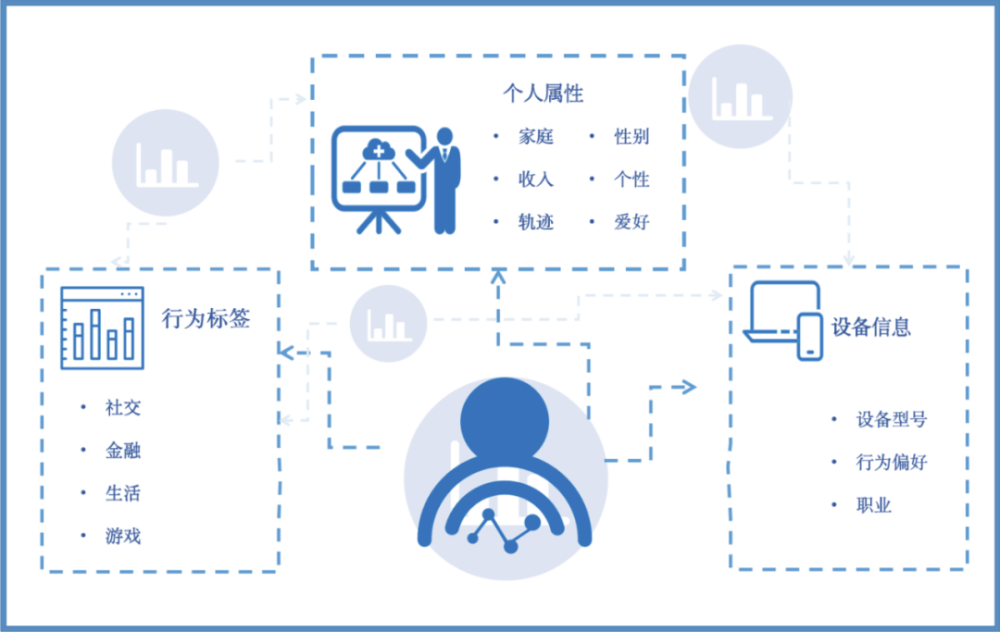 个人属性
• 家庭 • 性别
• 收入 • 个性
• 轨迹 • 爱好
行为标签
• 社交
• 金融
• 生活
• 游戏
设备信息
• 设备型号
• 行为偏好
• 职业